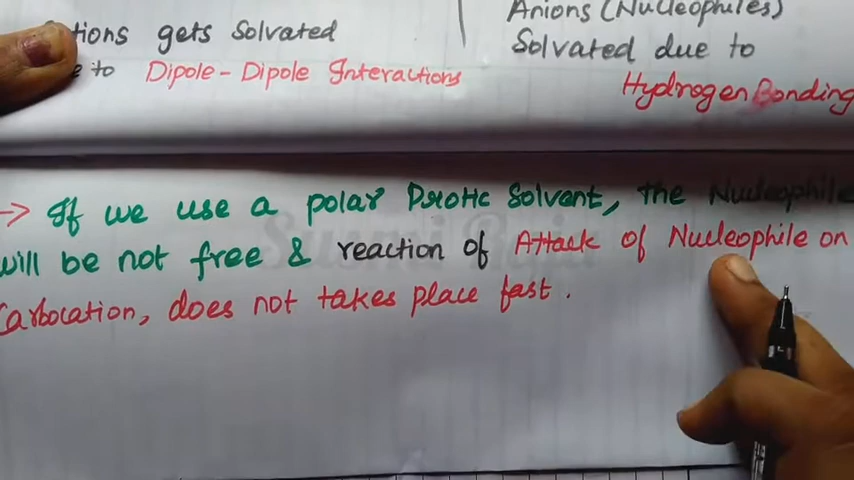 tions gets Solvated
to Dipole - Dipole Interactions
Anions (Nucleophiles)
Solvated due to
Hydrogen Bonding
→ If we use a polar Protic Solvent, the Nucleophile
will be not free & reaction of Attack of Nucleophile on
Carbocation, does not takes place fast.